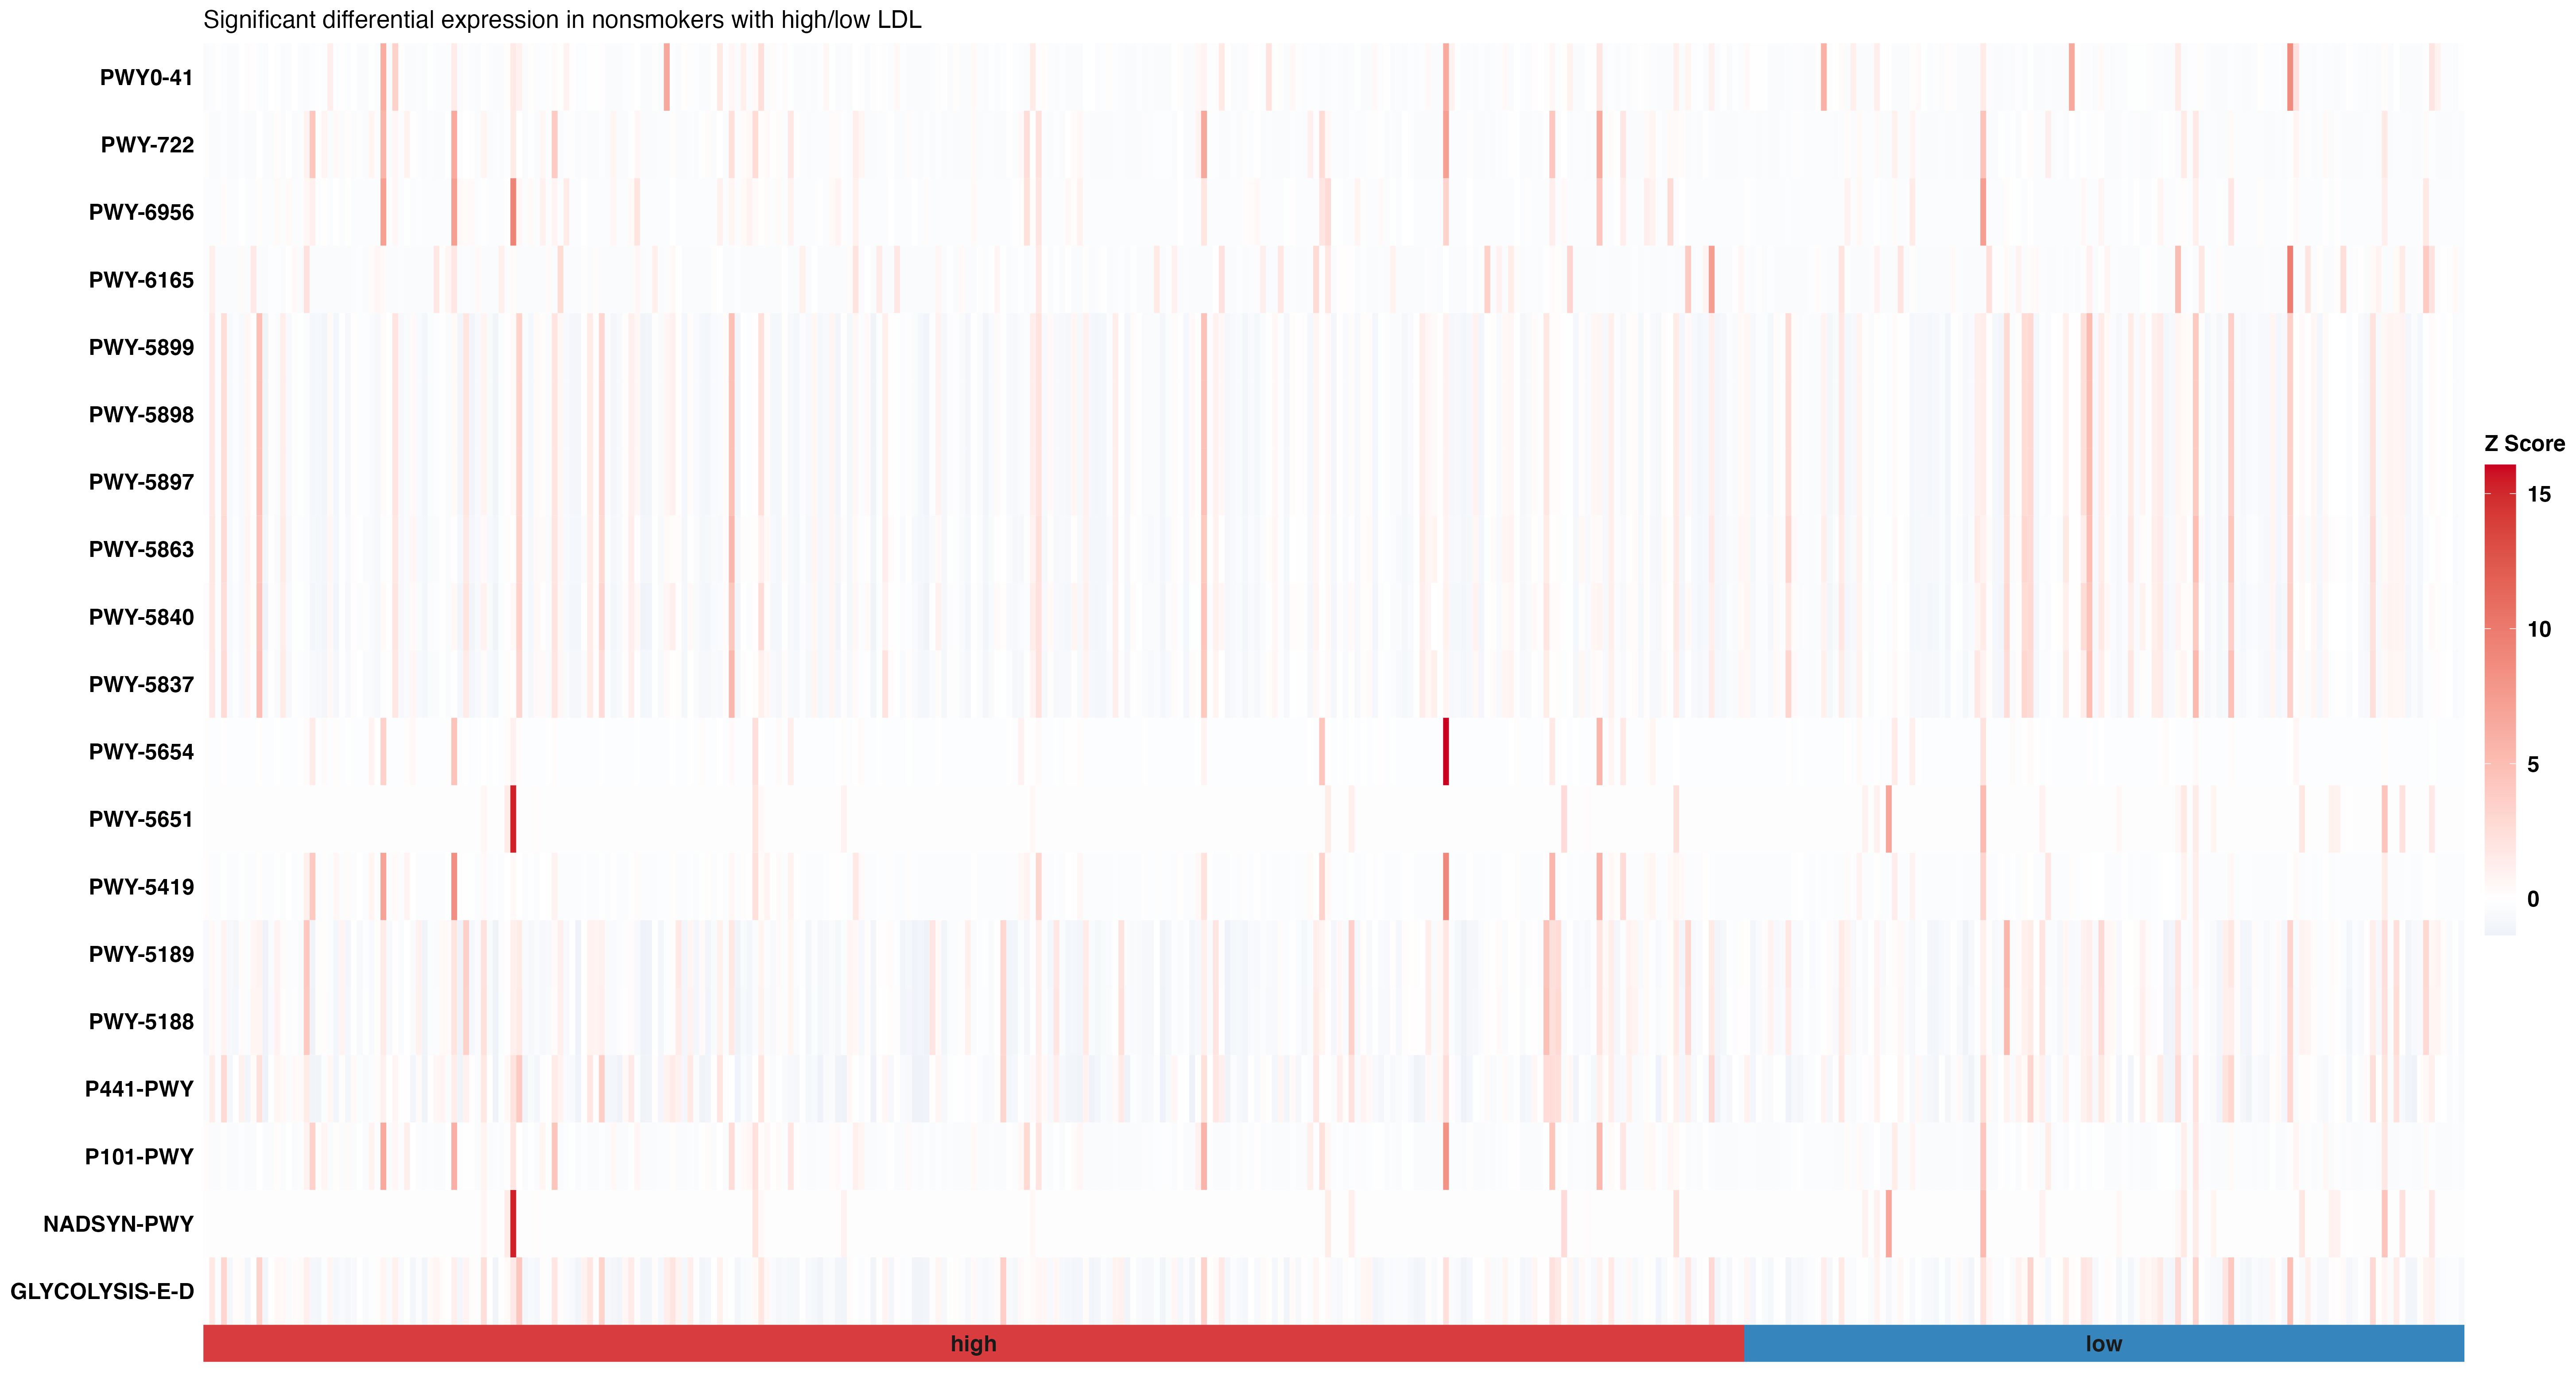 Significant differential expression in nonsmokers with high/low LDL
PWY0-41
PWY-722
PWY-6956
PWY-6165
PWY-5899
PWY-5898
PWY-5897
PWY-5863
PWY-5840
PWY-5837
PWY-5654
PWY-5651
PWY-5419
PWY-5189
PWY-5188
P441-PWY
P101-PWY
NADSYN-PWY
GLYCOLYSIS-E-D
high
low
Z Score
15
10
5
0